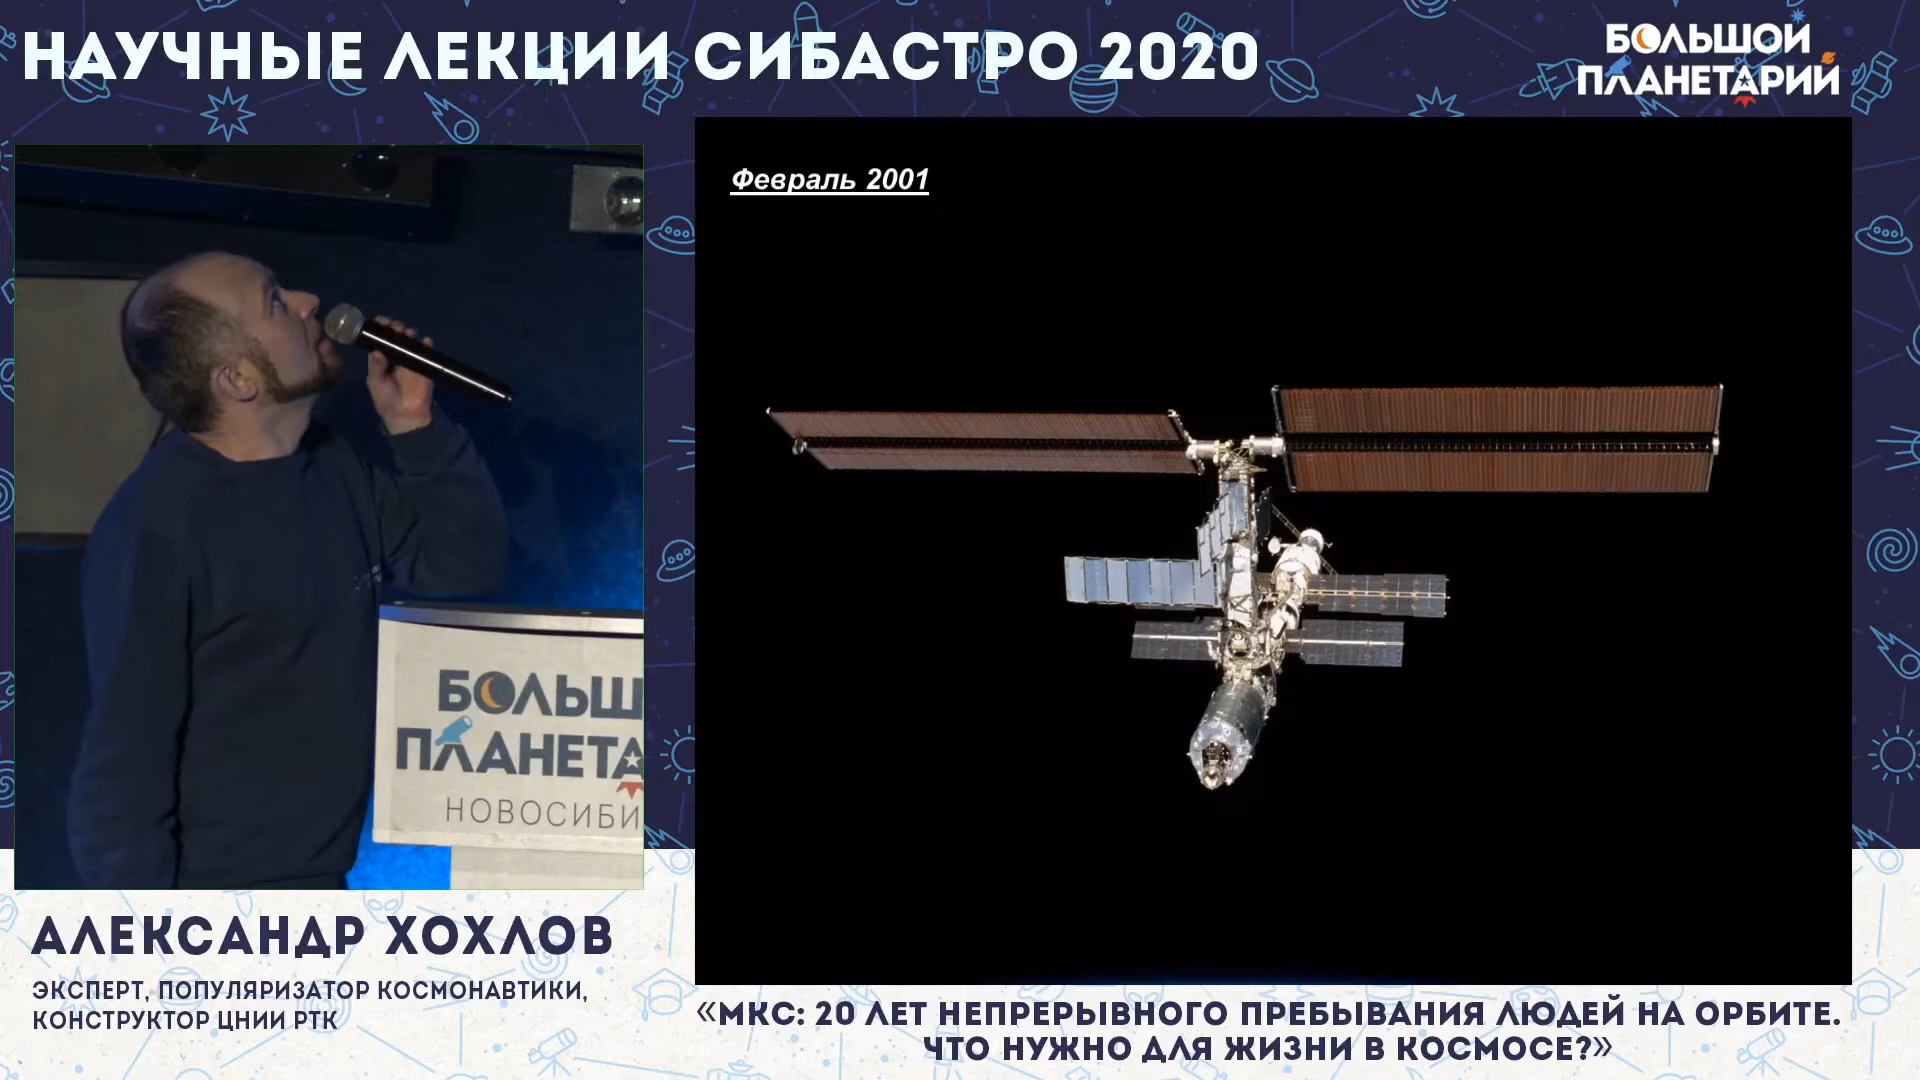 НАУЧНЫЕ ЛЕКЦИИ СИБАСТРО 2020
БОЛЬШОЙ
ПЛАНЕТАРИЙ
Февраль 2001
БОЛЬШ
ПЛАНЕТА
НОВОСИБИ
АЛЕКСАНДР ХОХЛОВ
ЭКСПЕРТ, ПОПУЛЯРИЗАТОР КОСМОНАВТИКИ,
КОНСТРУКТОР ЦНИИ РТК
«МКС: 20 ЛЕТ НЕПРЕРЫВНОГО ПРЕБЫВАНИЯ ЛЮДЕЙ НА ОРБИТЕ.
ЧТО НУЖНО ДЛЯ ЖИЗНИ В КОСМОСЕ?»